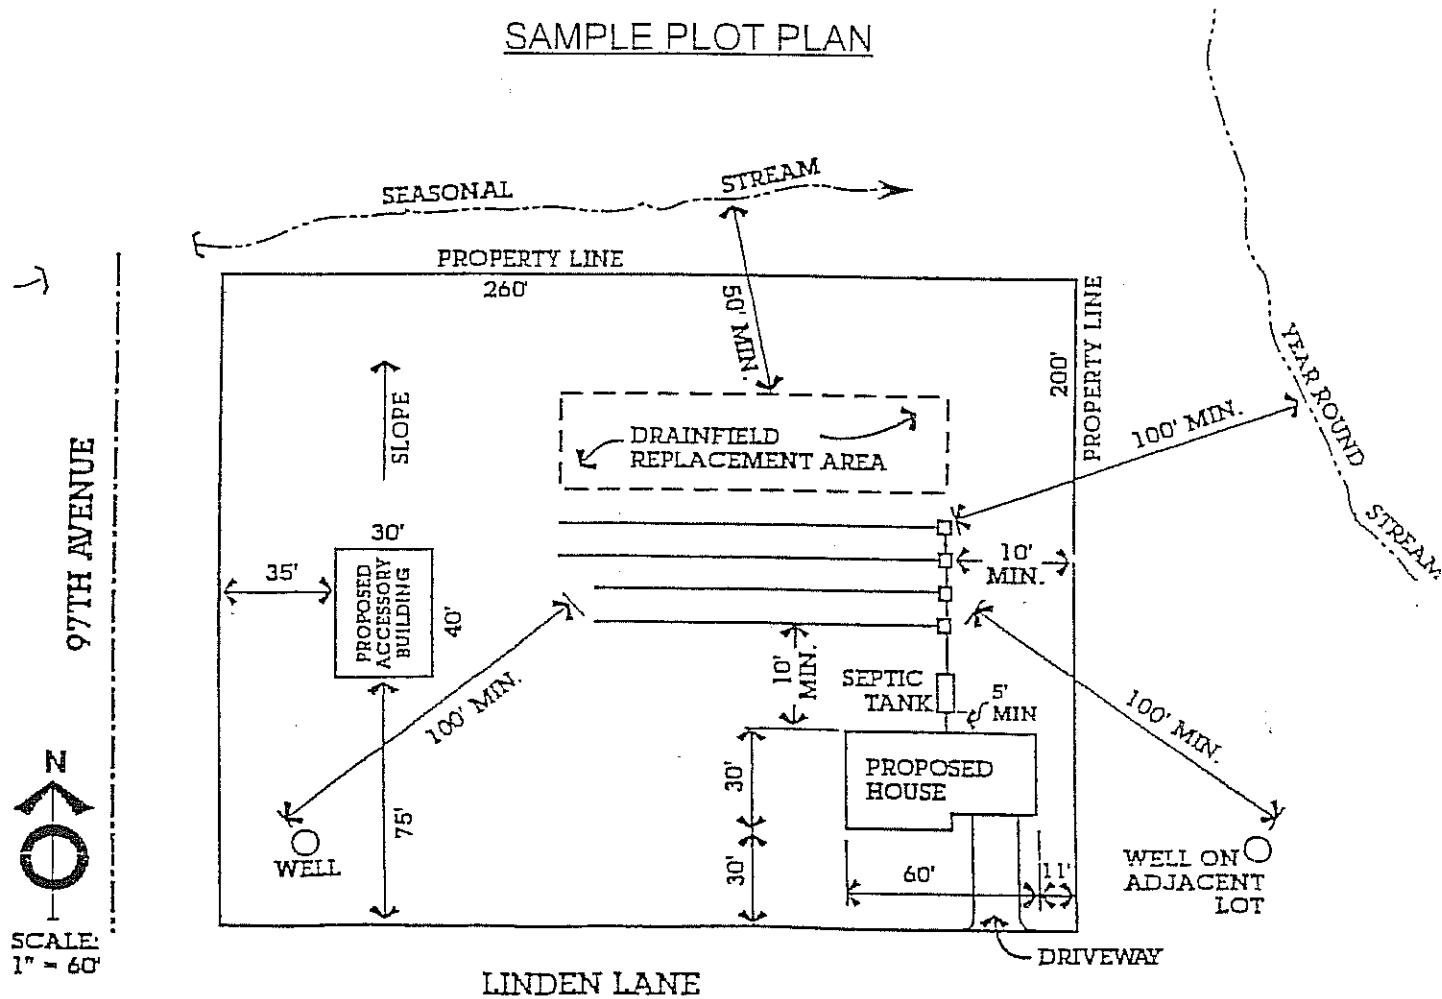 SAMPLE PLOT PLAN
SEASONAL STREAM
PROPERTY LINE
260'
50' MIN.
PROPERTY LINE
200'
YEAR ROUND STREAM
100' MIN.
SLOPE
97TH AVENUE
DRAINFIELD
REPLACEMENT AREA
30'
35'
PROPOSED
ACCESSORY
BUILDING
40'
10'
MIN.
10'
MIN.
SEPTIC
TANK
5'
MIN
100' MIN.
100' MIN.
N
PROPOSED
HOUSE
30'
75'
WELL
30'
60'
11'
WELL ON
ADJACENT
LOT
SCALE:
1" = 60'
DRIVEWAY
LINDEN LANE